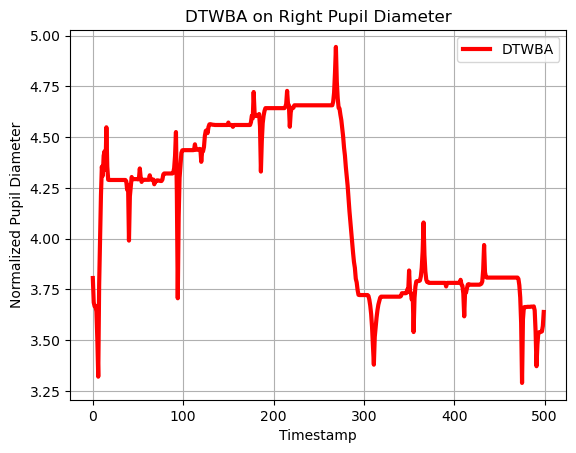 DTWBA on Right Pupil Diameter
DTWBA
Normalized Pupil Diameter
5.00
4.75
4.50
4.25
4.00
3.75
3.50
3.25
0 100 200 300 400 500
Timestamp